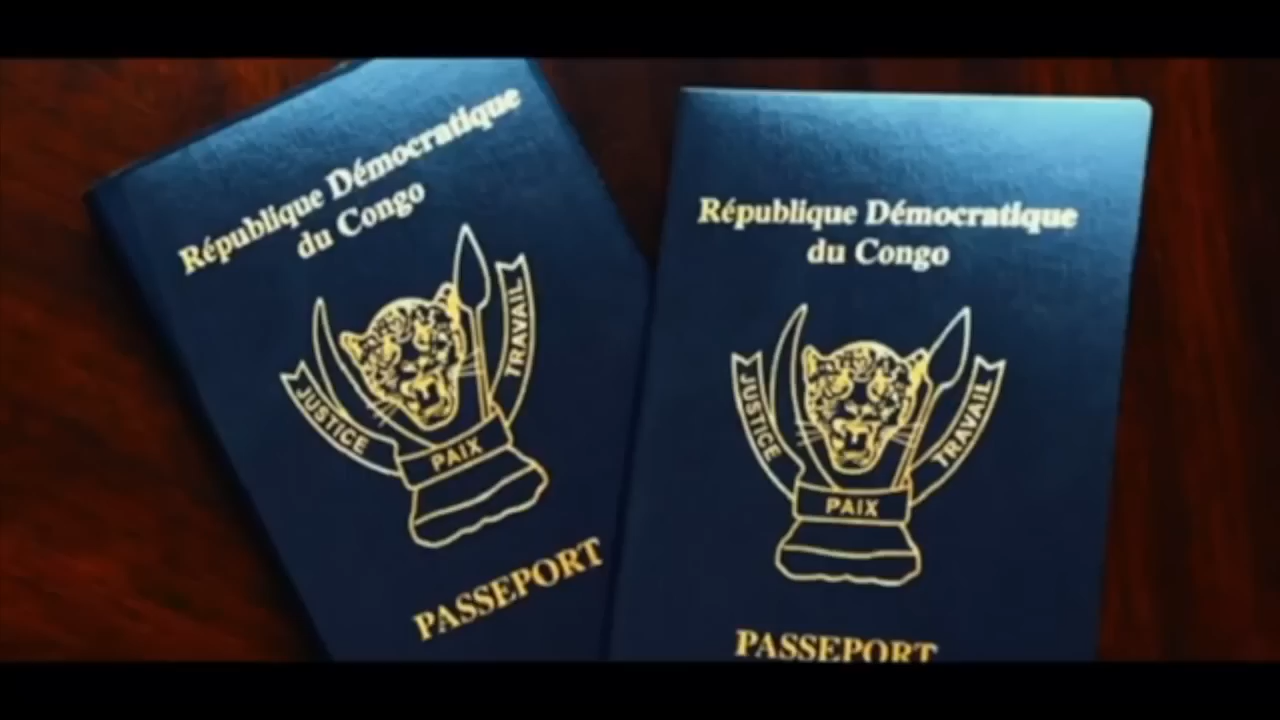 République Démocratique
du Congo
JUSTICE
PAIX
TRAVAIL
PASSEPORT
République Démocratique
du Congo
JUSTICE
PAIX
TRAVAIL
PASSEPORT